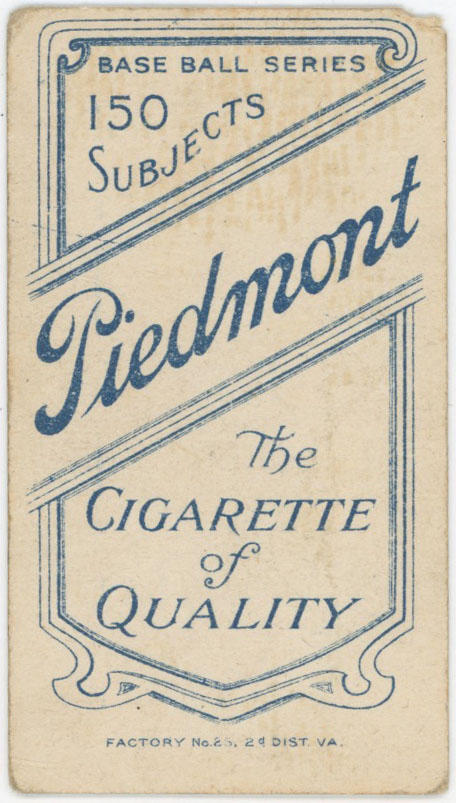 BASE BALL SERIES
150
SUBJECTS
Piedmont
The
CIGARETTE
of
QUALITY
FACTORY No. 25, 2d DIST. VA.